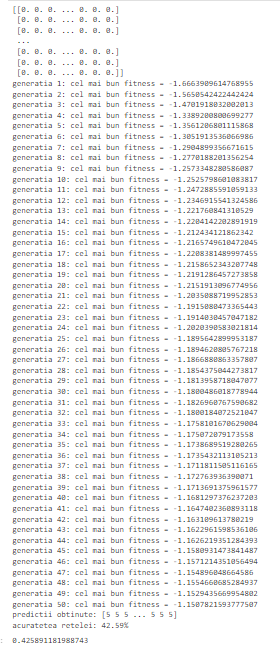 [[0. 0. 0. ... 0. 0. 0.]
[0. 0. 0. ... 0. 0. 0.]
[0. 0. 0. ... 0. 0. 0.]
...
[0. 0. 0. ... 0. 0. 0.]
[0. 0. 0. ... 0. 0. 0.]
[0. 0. 0. ... 0. 0. 0.]]
generatia 1: cel mai bun fitness = -1.6663909614768955
generatia 2: cel mai bun fitness = -1.5650542422442424
generatia 3: cel mai bun fitness = -1.4701918032002013
generatia 4: cel mai bun fitness = -1.3389200800699277
generatia 5: cel mai bun fitness = -1.3561206801115868
generatia 6: cel mai bun fitness = -1.3051913536066986
generatia 7: cel mai bun fitness = -1.2904899356671615
generatia 8: cel mai bun fitness = -1.2770188201356254
generatia 9: cel mai bun fitness = -1.2573348280586087
generatia 10: cel mai bun fitness = -1.2525798601083817
generatia 11: cel mai bun fitness = -1.2472885591059133
generatia 12: cel mai bun fitness = -1.2346915541324586
generatia 13: cel mai bun fitness = -1.221760841310529
generatia 14: cel mai bun fitness = -1.2204142202891919
generatia 15: cel mai bun fitness = -1.212434121862342
generatia 16: cel mai bun fitness = -1.2165749610472045
generatia 17: cel mai bun fitness = -1.2208381489997455
generatia 18: cel mai bun fitness = -1.2158652343207748
generatia 19: cel mai bun fitness = -1.2191286457273858
generatia 20: cel mai bun fitness = -1.2151913096774956
generatia 21: cel mai bun fitness = -1.2035088719952853
generatia 22: cel mai bun fitness = -1.1915080473365443
generatia 23: cel mai bun fitness = -1.1914030457047182
generatia 24: cel mai bun fitness = -1.2020390583021814
generatia 25: cel mai bun fitness = -1.1895642899953187
generatia 26: cel mai bun fitness = -1.1894620805767218
generatia 27: cel mai bun fitness = -1.1866880863357807
generatia 28: cel mai bun fitness = -1.1854375044273817
generatia 29: cel mai bun fitness = -1.1813958718047077
generatia 30: cel mai bun fitness = -1.1800486018778944
generatia 31: cel mai bun fitness = -1.1826960767590682
generatia 32: cel mai bun fitness = -1.1800184072521047
generatia 33: cel mai bun fitness = -1.1758101670629004
generatia 34: cel mai bun fitness = -1.175072079173558
generatia 35: cel mai bun fitness = -1.1738689519280265
generatia 36: cel mai bun fitness = -1.1735432113105213
generatia 37: cel mai bun fitness = -1.1711811505116165
generatia 38: cel mai bun fitness = -1.172763936390071
generatia 39: cel mai bun fitness = -1.1713691375961577
generatia 40: cel mai bun fitness = -1.1681297376237203
generatia 41: cel mai bun fitness = -1.1647402360893118
generatia 42: cel mai bun fitness = -1.163109613780219
generatia 43: cel mai bun fitness = -1.1622961598536106
generatia 44: cel mai bun fitness = -1.1626219351284393
generatia 45: cel mai bun fitness = -1.1580931473841487
generatia 46: cel mai bun fitness = -1.1571214351056494
generatia 47: cel mai bun fitness = -1.154896048664586
generatia 48: cel mai bun fitness = -1.1554660685284937
generatia 49: cel mai bun fitness = -1.1529435669954802
generatia 50: cel mai bun fitness = -1.1507821593777507
predictii obtinute: [5 5 5 ... 5 5 5]
acuratetea retelei: 42.59%
: 0.425891181988743